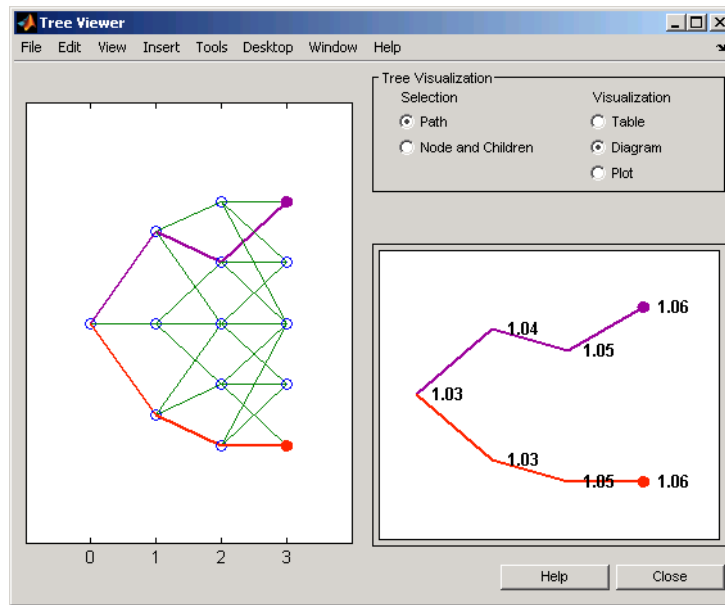 Tree Viewer
File Edit View Insert Tools Desktop Window Help
Tree Visualization
Selection Visualization
Path Table
Node and Children Diagram
Plot
1.06
1.04
1.05
1.03
1.03
1.05 1.06
0 1 2 3
Help Close